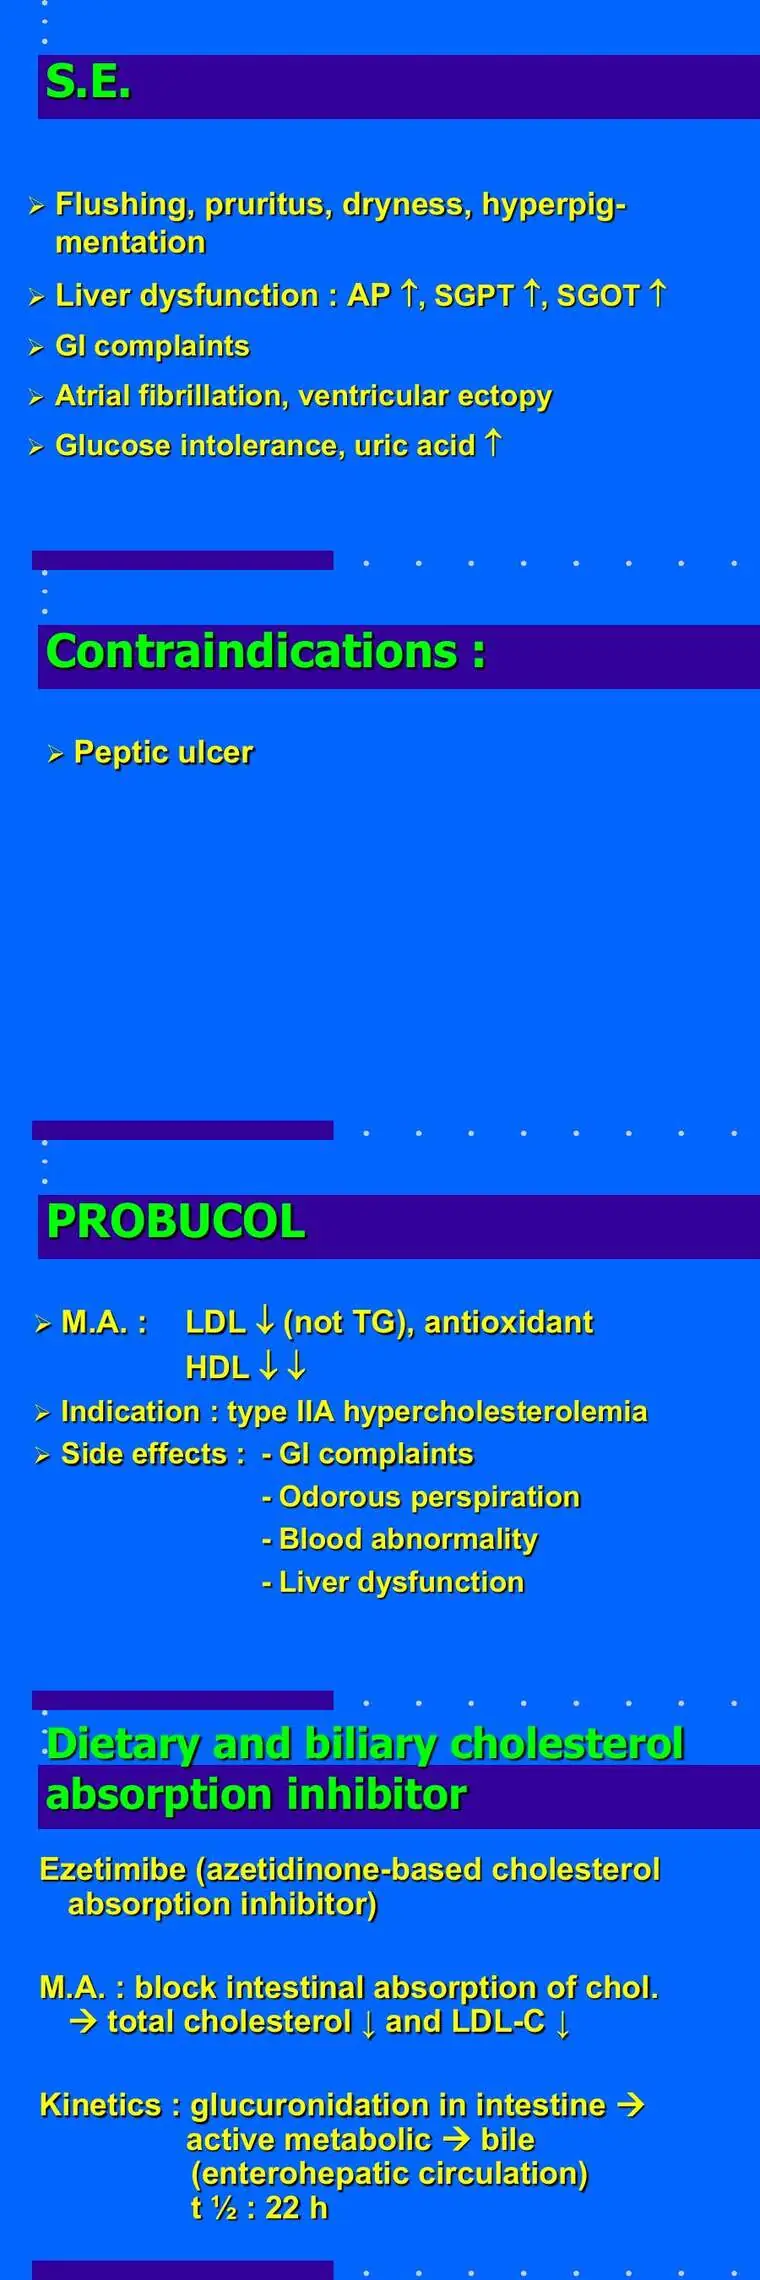 S.E.
➢ Flushing, pruritus, dryness, hyperpig-
mentation
➢ Liver dysfunction : AP ↑, SGPT ↑, SGOT ↑
➢ GI complaints
➢ Atrial fibrillation, ventricular ectopy
➢ Glucose intolerance, uric acid ↑
Contraindications :
➢ Peptic ulcer
PROBUCOL
➢ M.A. : LDL ↓ (not TG), antioxidant
HDL ↓ ↓
➢ Indication : type IIA hypercholesterolemia
➢ Side effects : - GI complaints
- Odorous perspiration
- Blood abnormality
- Liver dysfunction
Dietary and biliary cholesterol
absorption inhibitor
Ezetimibe (azetidinone-based cholesterol
absorption inhibitor)
M.A. : block intestinal absorption of chol.
→ total cholesterol ↓ and LDL-C ↓
Kinetics : glucuronidation in intestine →
active metabolic → bile
(enterohepatic circulation)
t ½ : 22 h